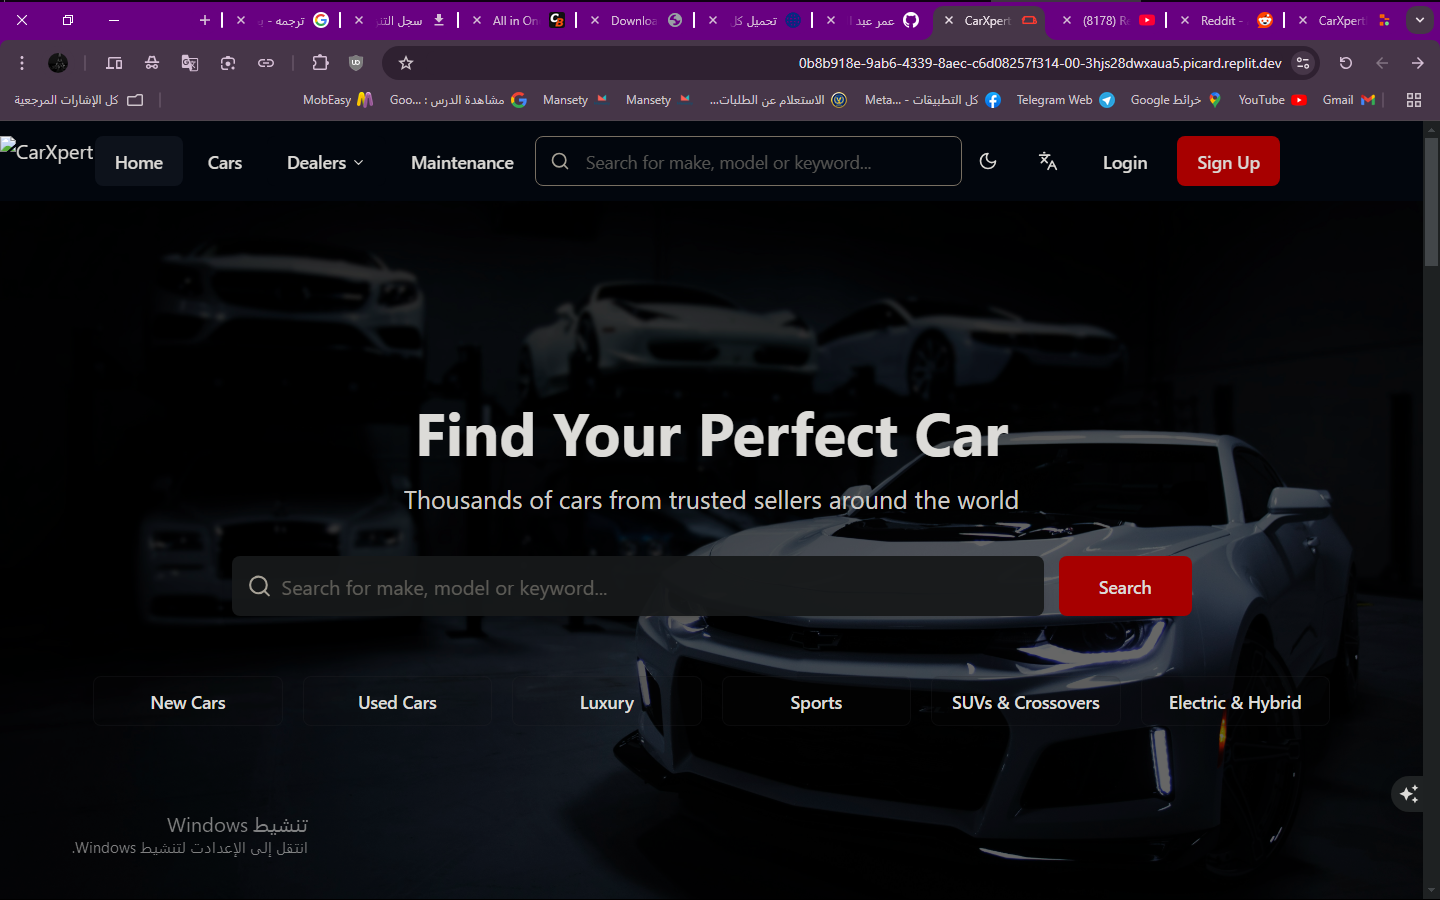 ترجمه - ب
سجل التنز
All in On
Downloa
تحميل كل
عمر عبد ا
CarXpert
(8178) R
Reddit -
CarXpert
0b8b918e-9ab6-4339-8aec-c6d08257f314-00-3hjs28dwxaua5.picard.replit.dev
كل الإشارات المرجعية
MobEasy
مشاهدة الدرس : Goo...
Mansety
Mansety
الاستعلام عن الطلبات...
كل التطبيقات - Meta...
Telegram Web
خرائط Google
YouTube
Gmail
CarXpert
Home
Cars
Dealers
Maintenance
Search for make, model or keyword...
Login
Sign Up
Find Your Perfect Car
Thousands of cars from trusted sellers around the world
Search for make, model or keyword...
Search
New Cars
Used Cars
Luxury
Sports
SUVs & Crossovers
Electric & Hybrid
تنشيط Windows
انتقل إلى الإعدادت لتنشيط Windows.